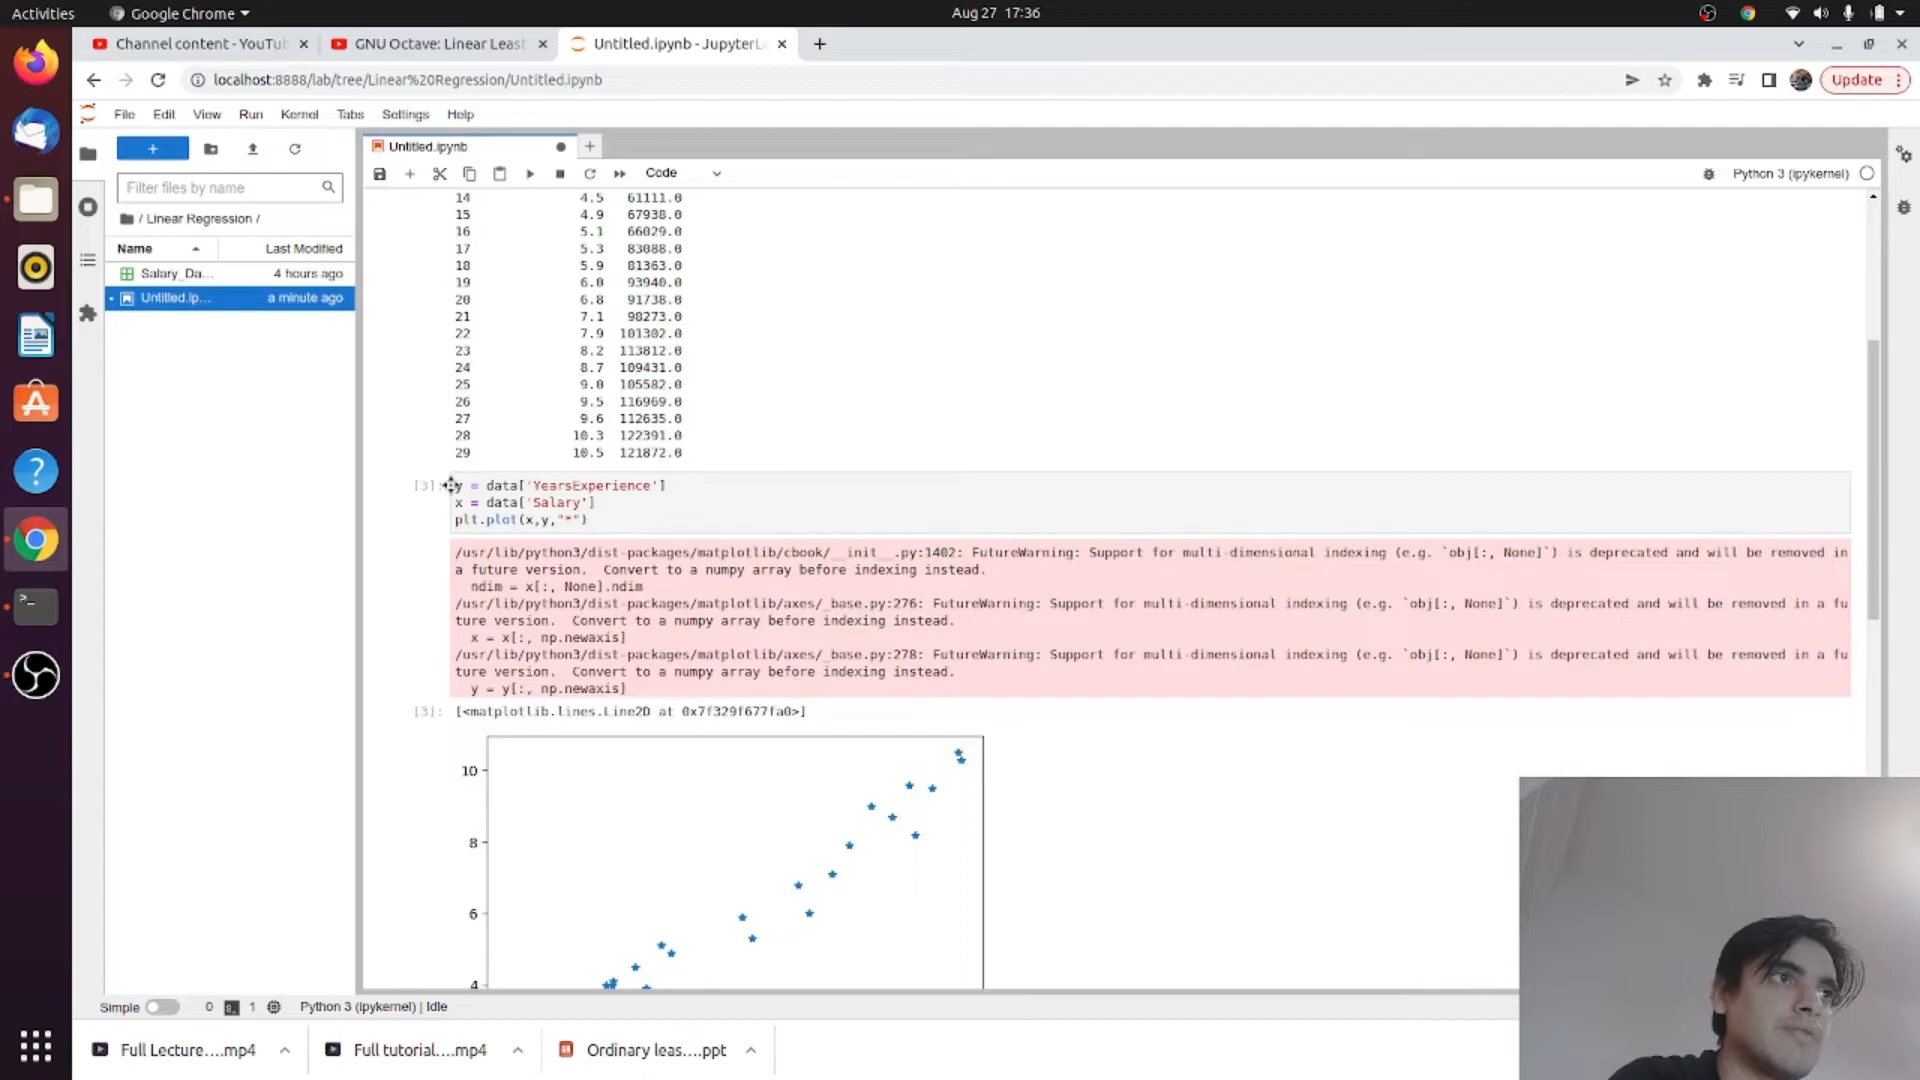 Activities
Google Chrome
Aug 27 17:36
Channel content - YouTub
GNU Octave: Linear Least
Untitled.ipynb - JupyterLa
localhost:8888/lab/tree/Linear%20Regression/Untitled.ipynb
Update
File Edit View Run Kernel Tabs Settings Help
Untitled.ipynb
Code
Python 3 (ipykernel)
Filter files by name
/ Linear Regression /
Name
Last Modified
Salary_Da... 4 hours ago
Untitled.ip... a minute ago
14 4.5 61111.0
15 4.9 67938.0
16 5.1 66029.0
17 5.3 83088.0
18 5.9 81363.0
19 6.0 93940.0
20 6.8 91738.0
21 7.1 98273.0
22 7.9 101302.0
23 8.2 113812.0
24 8.7 109431.0
25 9.0 105582.0
26 9.5 116969.0
27 9.6 112635.0
28 10.3 122391.0
29 10.5 121872.0
[3]: y = data['YearsExperience']
x = data['Salary']
plt.plot(x,y,"*")
/usr/lib/python3/dist-packages/matplotlib/cbook/__init__.py:1402: FutureWarning: Support for multi-dimensional indexing (e.g. `obj[:, None]`) is deprecated and will be removed in
a future version.  Convert to a numpy array before indexing instead.
ndim = x[:, None].ndim
/usr/lib/python3/dist-packages/matplotlib/axes/_base.py:276: FutureWarning: Support for multi-dimensional indexing (e.g. `obj[:, None]`) is deprecated and will be removed in a fu
ture version.  Convert to a numpy array before indexing instead.
x = x[:, np.newaxis]
/usr/lib/python3/dist-packages/matplotlib/axes/_base.py:278: FutureWarning: Support for multi-dimensional indexing (e.g. `obj[:, None]`) is deprecated and will be removed in a fu
ture version.  Convert to a numpy array before indexing instead.
y = y[:, np.newaxis]
[3]: [<matplotlib.lines.Line2D at 0x7f329f677fa0>]
10
8
6
4
Simple 0 1 Python 3 (ipykernel) | Idle
Full Lecture....mp4
Full tutorial....mp4
Ordinary leas....ppt